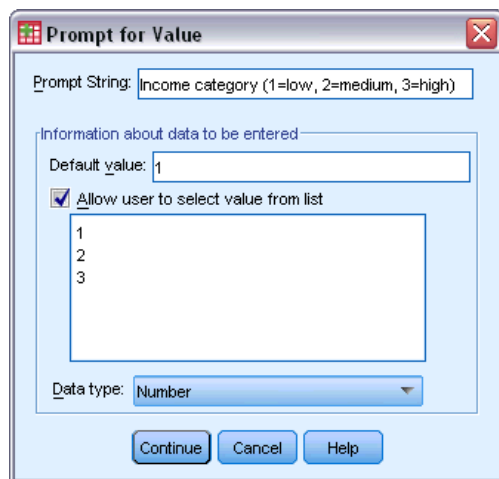 Prompt for Value
Prompt String: Income category (1=low, 2=medium, 3=high)
Information about data to be entered
Default value: 1
Allow user to select value from list
1
2
3
Data type: Number
Continue Cancel Help